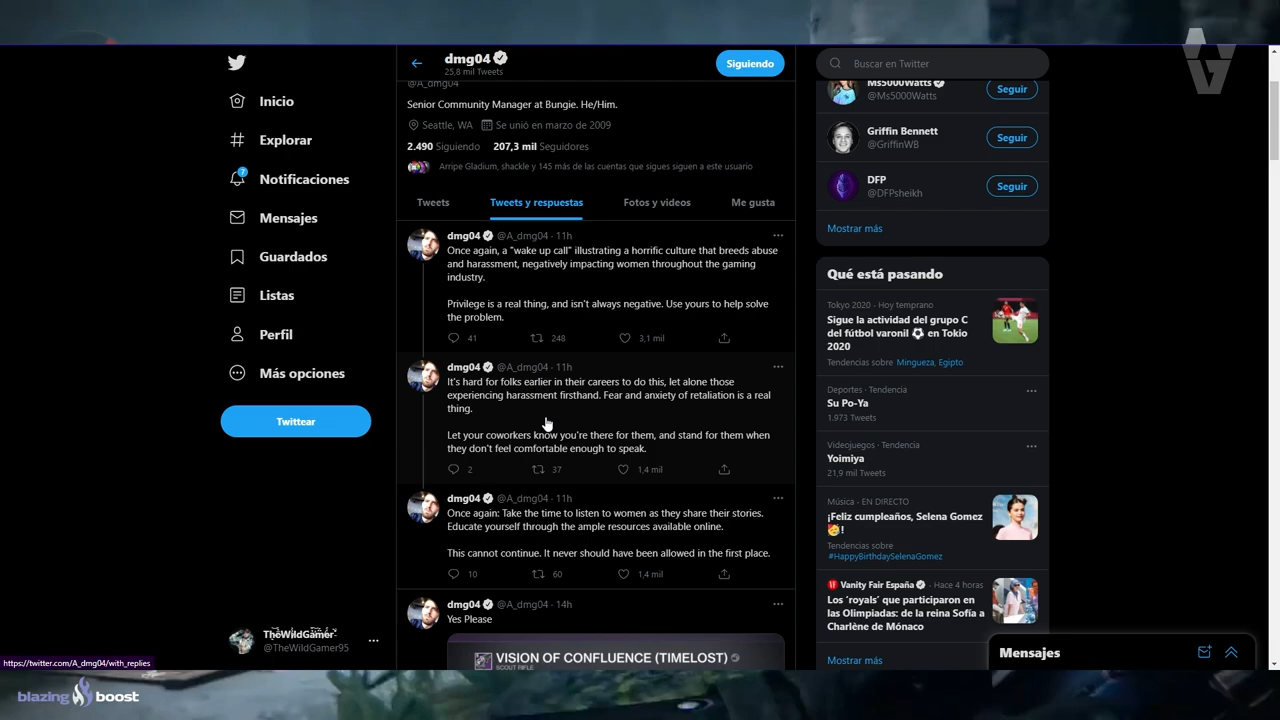 dmg04
25,8 mil Tweets
Siguiendo
@A_dmg04
Senior Community Manager at Bungie. He/Him.
Seattle, WA Se unió en marzo de 2009
2.490 Siguiendo 207,3 mil Seguidores
Arripe Gladium, shackle y 145 más de las cuentas que sigues siguen a este usuario
Tweets Tweets y respuestas Fotos y videos Me gusta
Inicio
Explorar
7
Notificaciones
Mensajes
Guardados
Listas
Perfil
Más opciones
Twittear
TheWildGamer
@TheWildGamer95
dmg04 @A_dmg04 · 11h
Once again, a "wake up call" illustrating a horrific culture that breeds abuse
and harassment, negatively impacting women throughout the gaming
industry.
Privilege is a real thing, and isn't always negative. Use yours to help solve
the problem.
41 248 3,1 mil
dmg04 @A_dmg04 · 11h
It's hard for folks earlier in their careers to do this, let alone those
experiencing harassment firsthand. Fear and anxiety of retaliation is a real
thing.
Let your coworkers know you're there for them, and stand for them when
they don't feel comfortable enough to speak.
2 37 1,4 mil
dmg04 @A_dmg04 · 11h
Once again: Take the time to listen to women as they share their stories.
Educate yourself through the ample resources available online.
This cannot continue. It never should have been allowed in the first place.
10 60 1,4 mil
dmg04 @A_dmg04 · 14h
Yes Please
VISION OF CONFLUENCE (TIMELOST)
SCOUT RIFLE
Buscar en Twitter
Ms5000Watts
@Ms5000Watts
Seguir
Griffin Bennett
@GriffinWB
Seguir
DFP
@DFPsheikh
Seguir
Mostrar más
Qué está pasando
Tokyo 2020 · Hoy temprano
Sigue la actividad del grupo C
del fútbol varonil ⚽ en Tokio
2020
Tendencias sobre Mingueza, Egipto
Deportes · Tendencia
Su Po-Ya
1.973 Tweets
Videojuegos · Tendencia
Yoimiya
21,9 mil Tweets
Música · EN DIRECTO
¡Feliz cumpleaños, Selena Gomez
🥳!
Tendencias sobre
#HappyBirthdaySelenaGomez
Vanity Fair España · Hace 4 horas
Los 'royals' que participaron en
las Olimpiadas: de la reina Sofía a
Charlène de Mónaco
Mostrar más
Mensajes
https://twitter.com/A_dmg04/with_replies
blazing boost